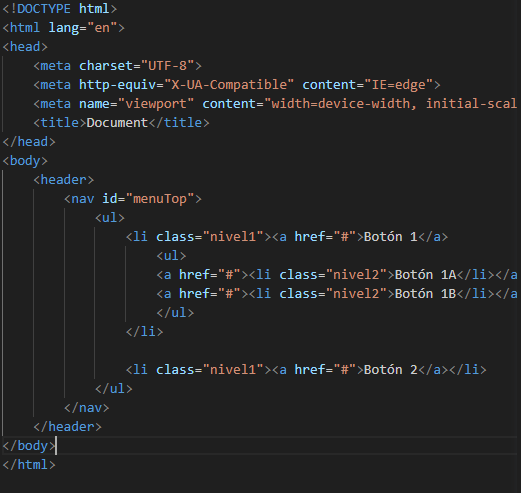 <!DOCTYPE html>
<html lang="en">
<head>
    <meta charset="UTF-8">
    <meta http-equiv="X-UA-Compatible" content="IE=edge">
    <meta name="viewport" content="width=device-width, initial-scal
    <title>Document</title>
</head>
<body>
    <header>
        <nav id="menuTop">
            <ul>
                <li class="nivel1"><a href="#">Botón 1</a>
                    <ul>
                    <a href="#"><li class="nivel2">Botón 1A</li></a
                    <a href="#"><li class="nivel2">Botón 1B</li></a
                    </ul>
                </li>

                <li class="nivel1"><a href="#">Botón 2</a></li>
            </ul>
        </nav>
    </header>
</body>
</html>